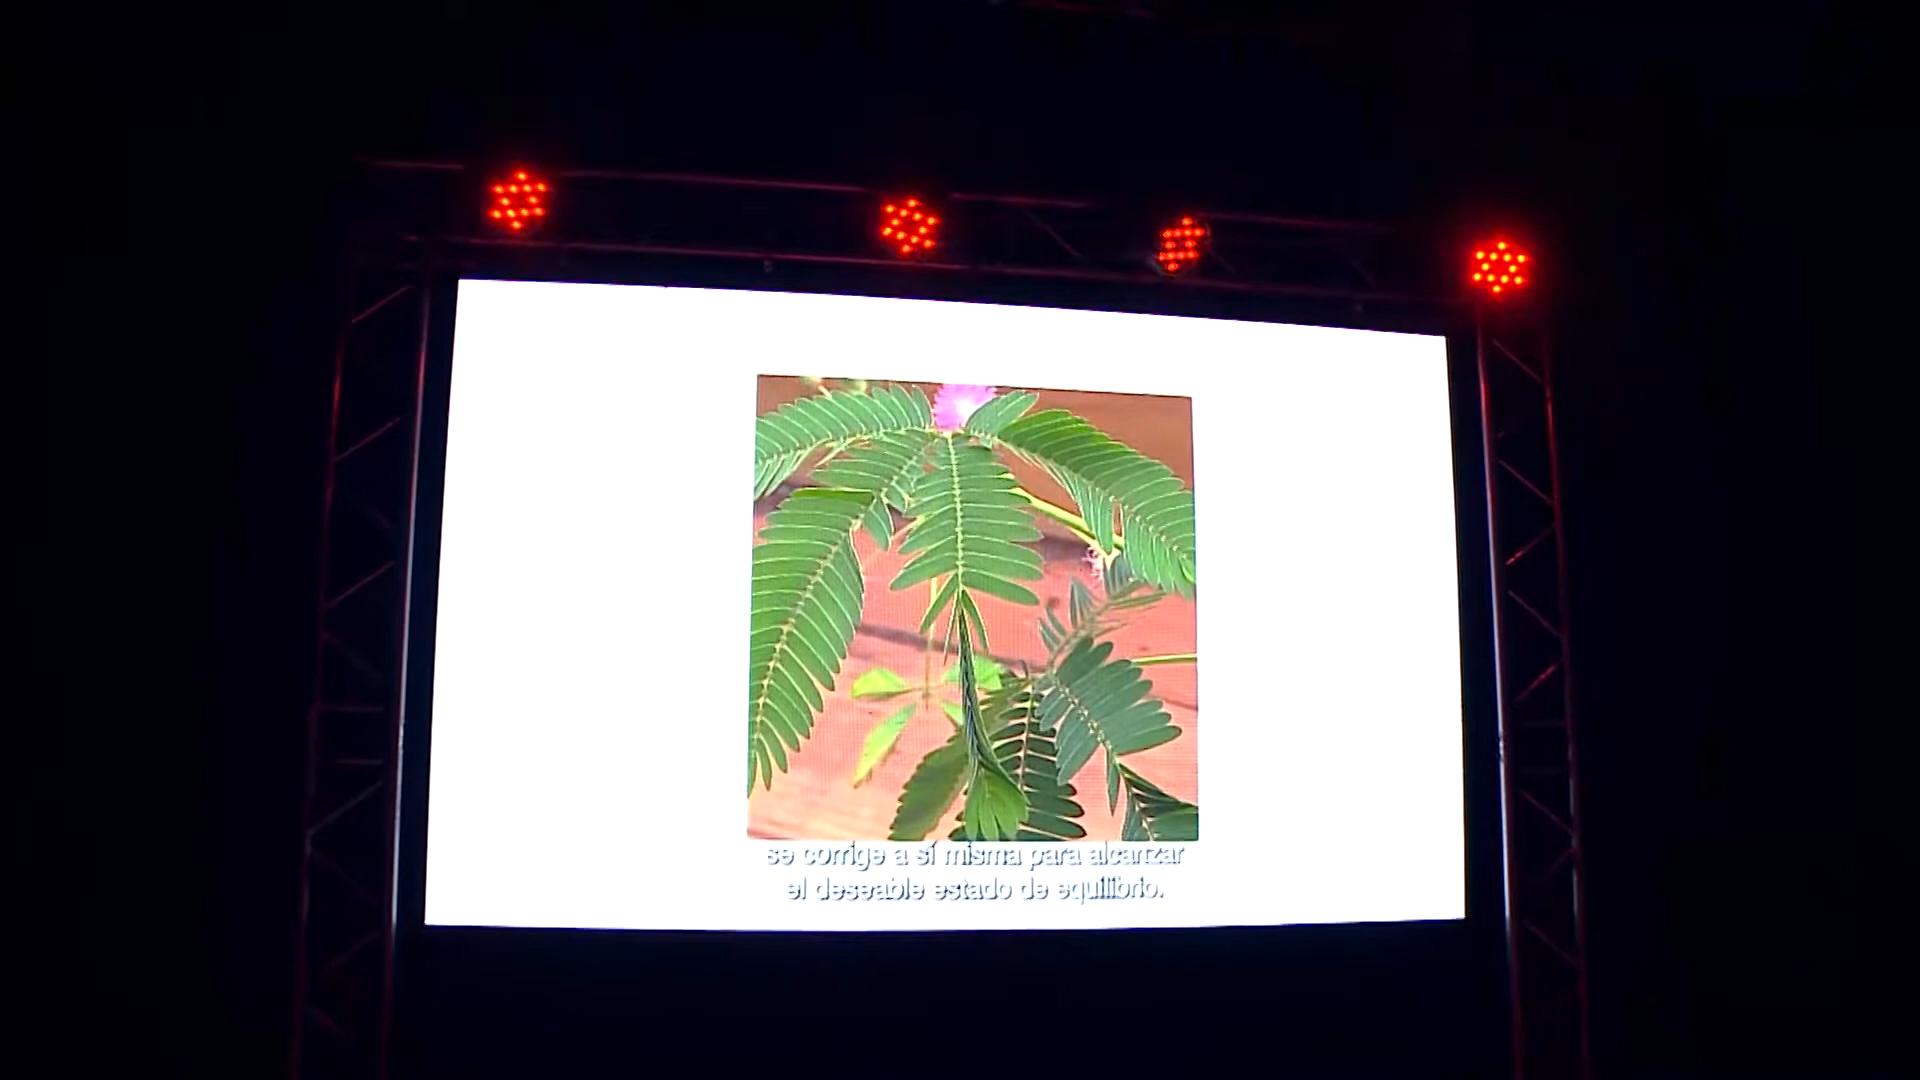 se corrige a sí misma para alcanzar
el deseable estado de equilibrio.